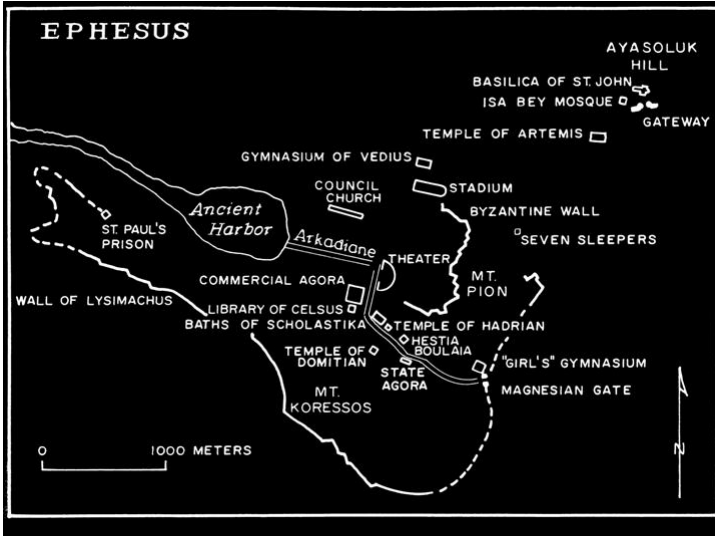 EPHESUS
AYASOLUK
HILL
BASILICA OF ST. JOHN
ISA BEY MOSQUE
GATEWAY
TEMPLE OF ARTEMIS
GYMNASIUM OF VEDIUS
STADIUM
COUNCIL
CHURCH
BYZANTINE WALL
Ancient
Harbor
ST. PAUL'S
PRISON
Arkadiane
SEVEN SLEEPERS
THEATER
MT.
PION
COMMERCIAL AGORA
WALL OF LYSIMACHUS
LIBRARY OF CELSUS
BATHS OF SCHOLASTIKA
TEMPLE OF HADRIAN
HESTIA
BOULAIA
TEMPLE OF
DOMITIAN
"GIRL'S" GYMNASIUM
STATE
AGORA
MAGNESIAN GATE
MT.
KORESSOS
0 1000 METERS
N